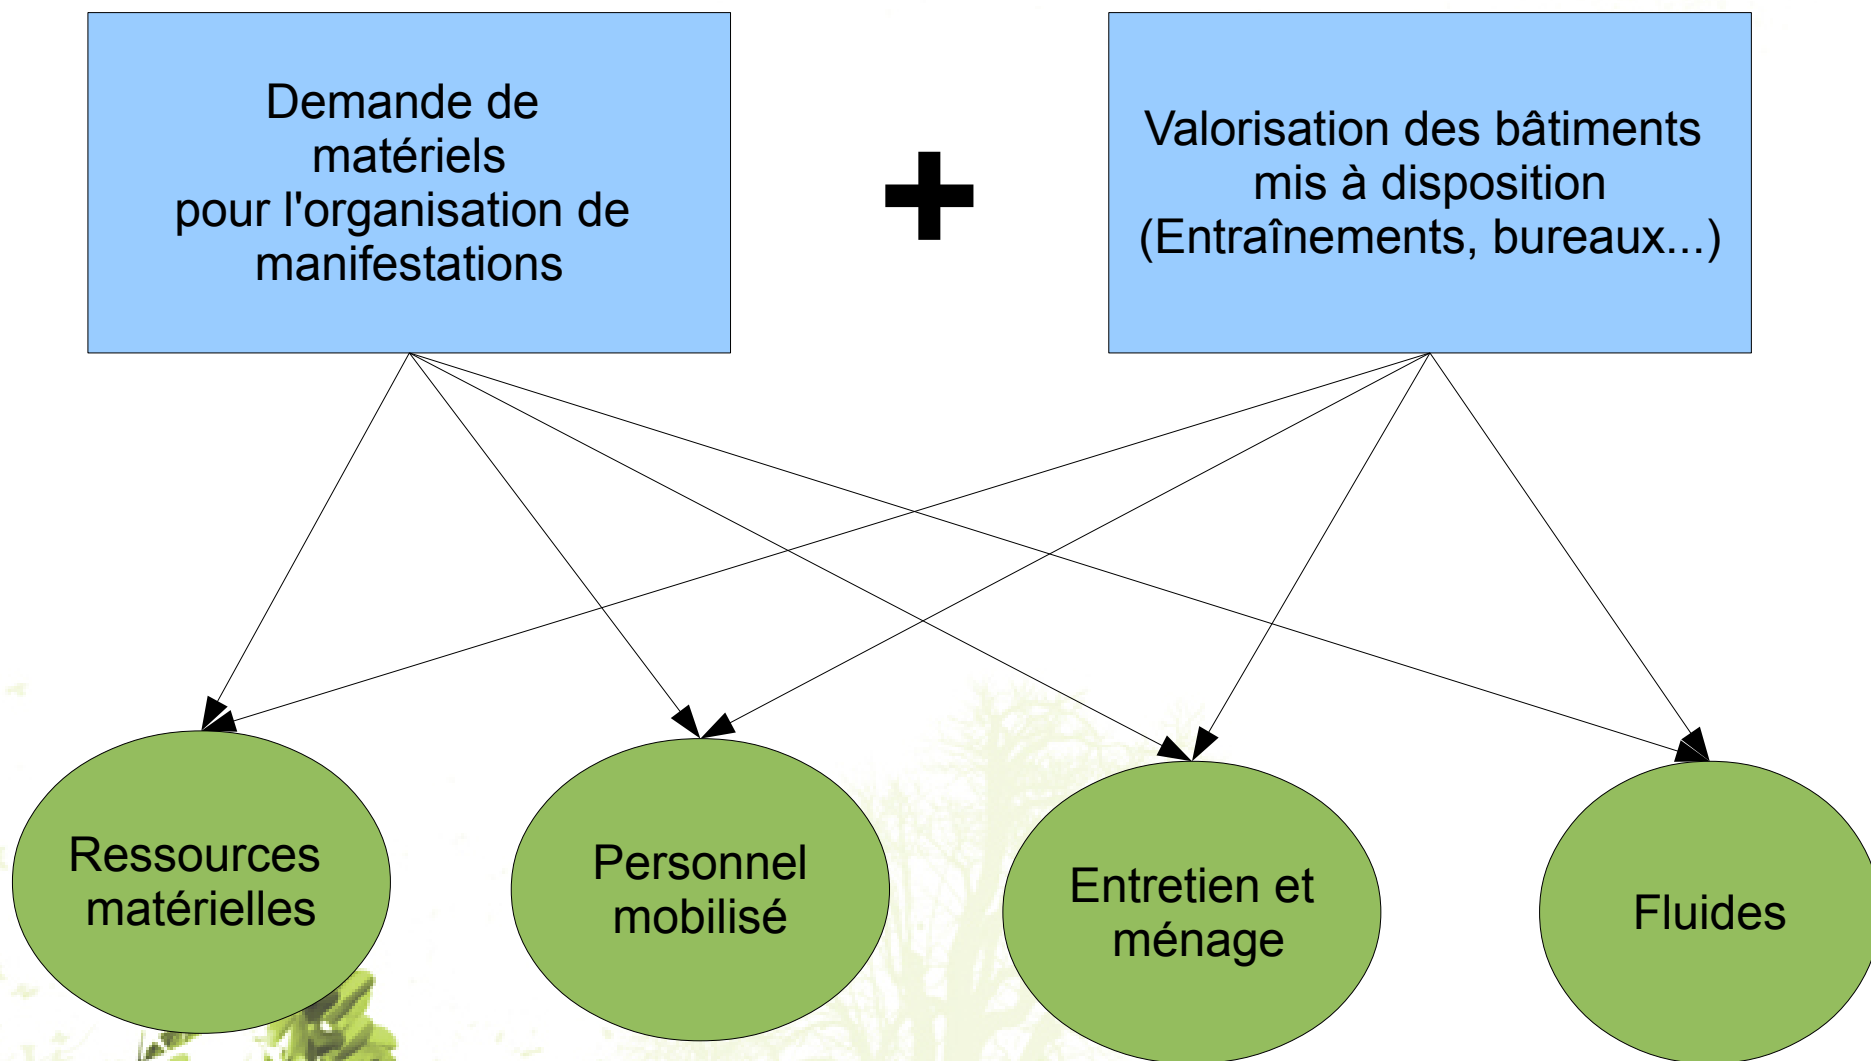 Demande de
matériels
pour l'organisation de
manifestations
+
Valorisation des bâtiments
mis à disposition
(Entraînements, bureaux...)
Ressources
matérielles
Personnel
mobilisé
Entretien et
ménage
Fluides